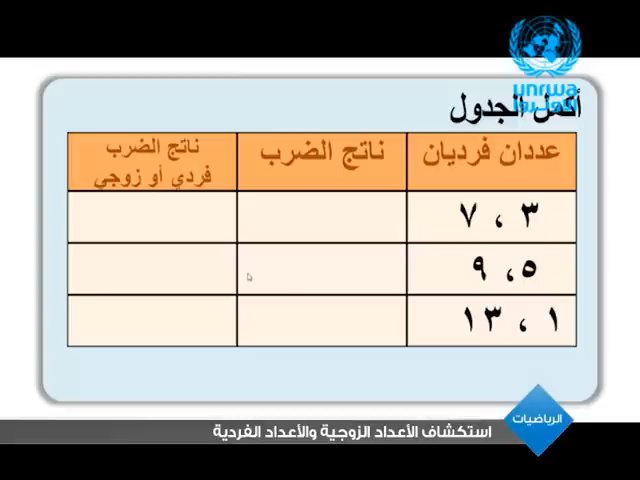 unrwa
الأونروا
أكمل الجدول
عددان فرديان
ناتج الضرب
ناتج الضرب
فردي أو زوجي
٣ ، ٧
٥، ٩
١ ، ١٣
الرياضيات
استكشاف الأعداد الزوجية والأعداد الفردية